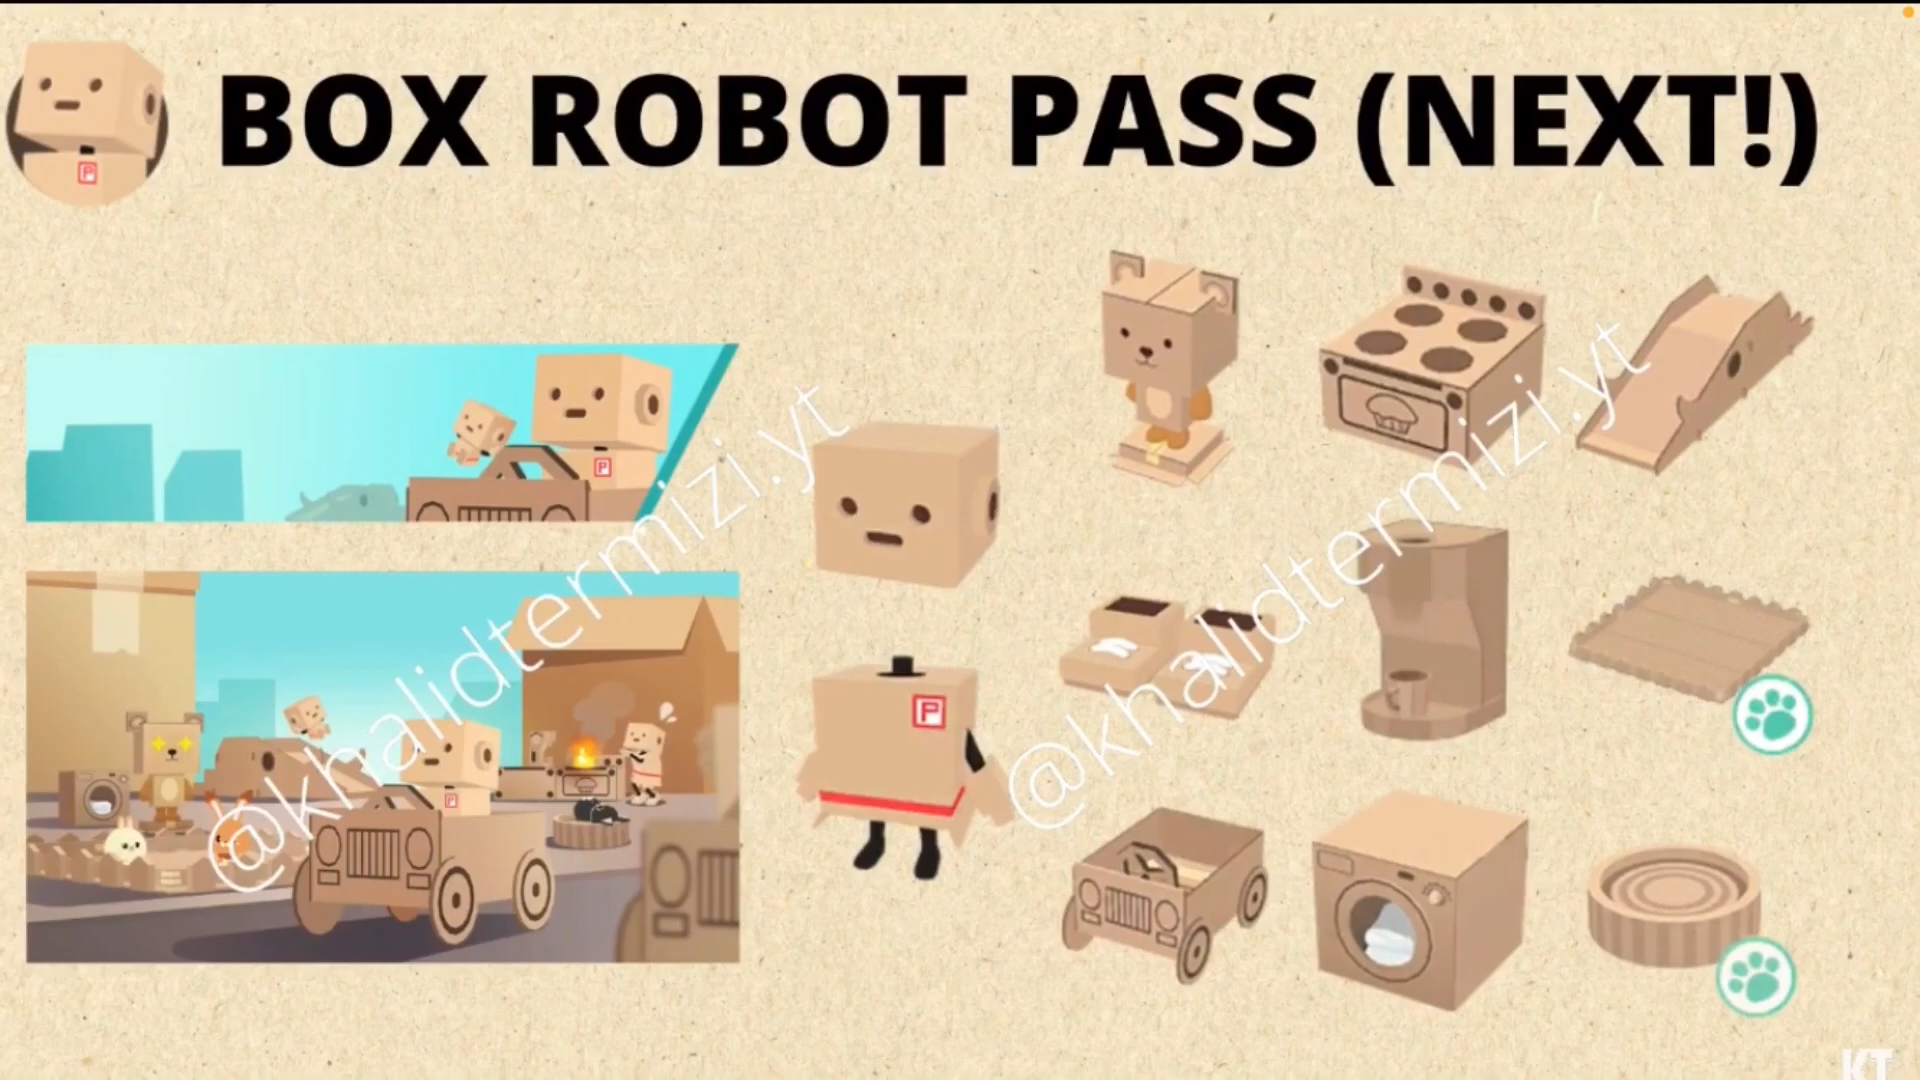 BOX ROBOT PASS (NEXT!)
P
P
P
@khalidtermizi.yt
@khalidtermizi.yt
P
KT